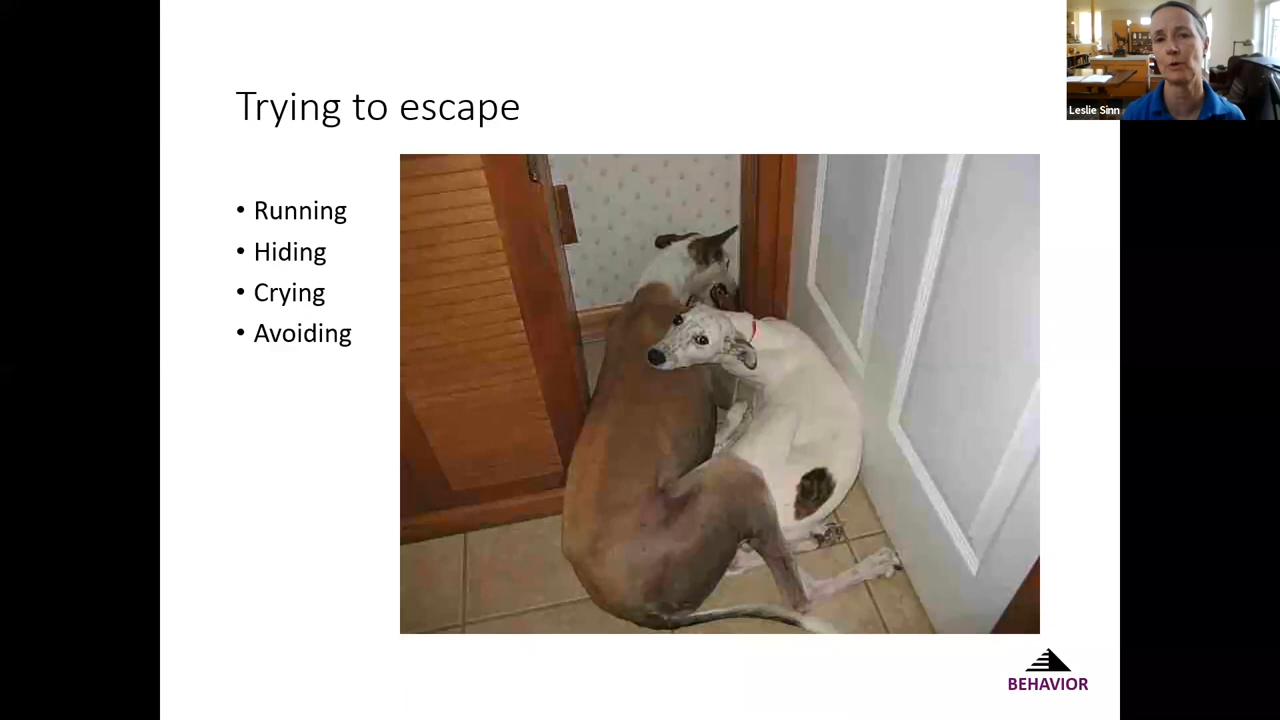 Leslie Sinn
Trying to escape
• Running
• Hiding
• Crying
• Avoiding
BEHAVIOR